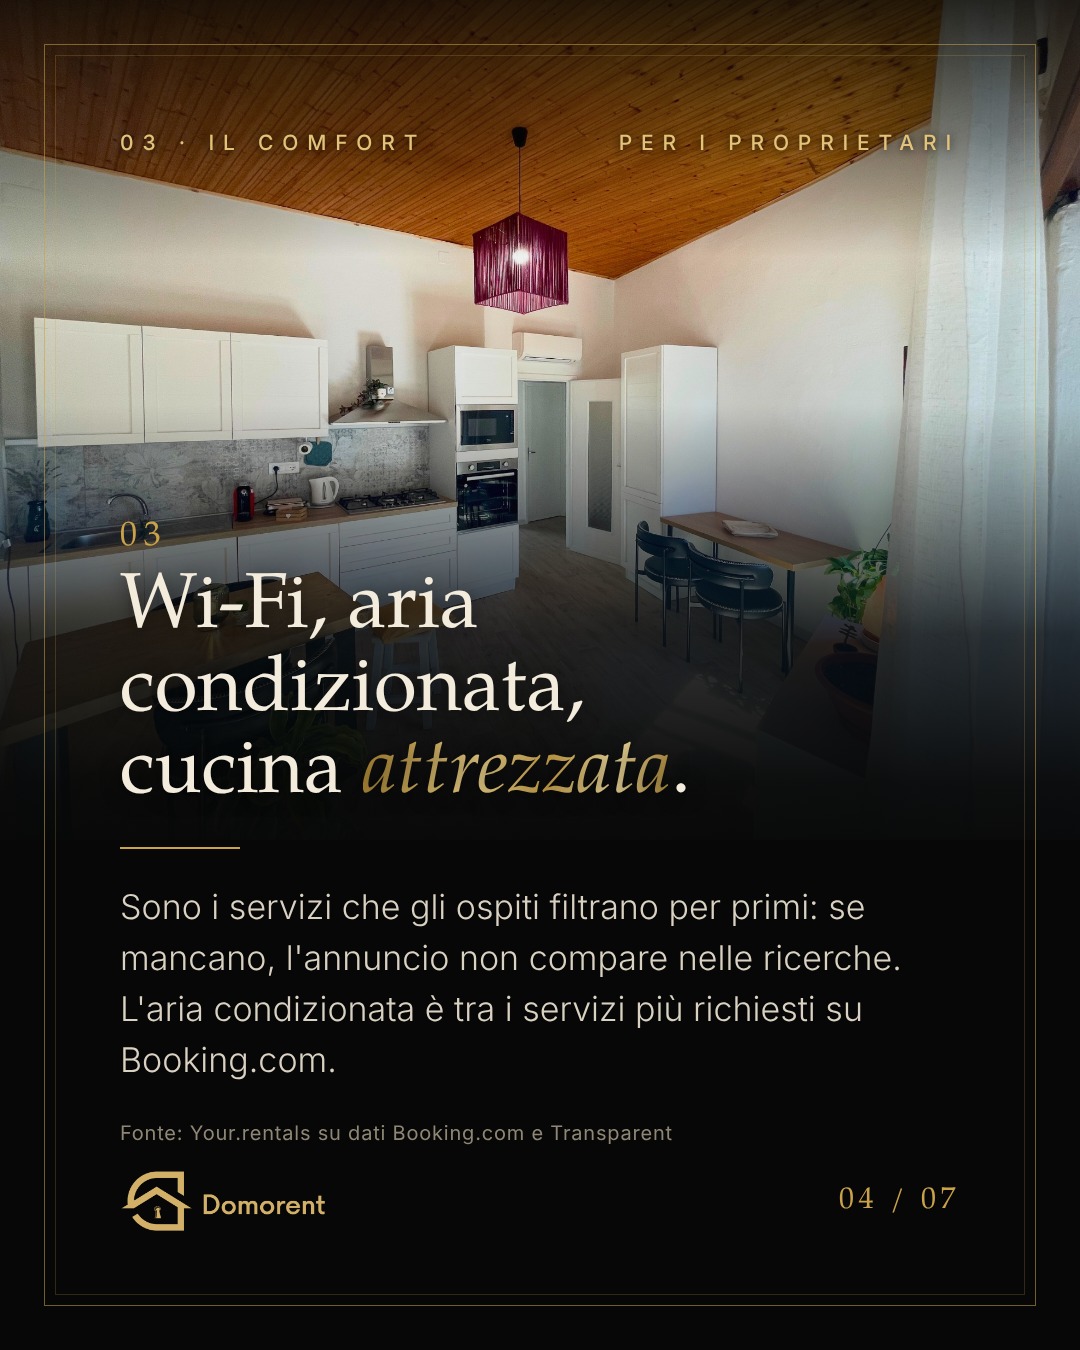 03 · IL COMFORT
PER I PROPRIETARI
03
Wi-Fi, aria
condizionata,
cucina attrezzata.
Sono i servizi che gli ospiti filtrano per primi: se
mancano, l'annuncio non compare nelle ricerche.
L'aria condizionata è tra i servizi più richiesti su
Booking.com.
Fonte: Your.rentals su dati Booking.com e Transparent
Domorent
04 / 07